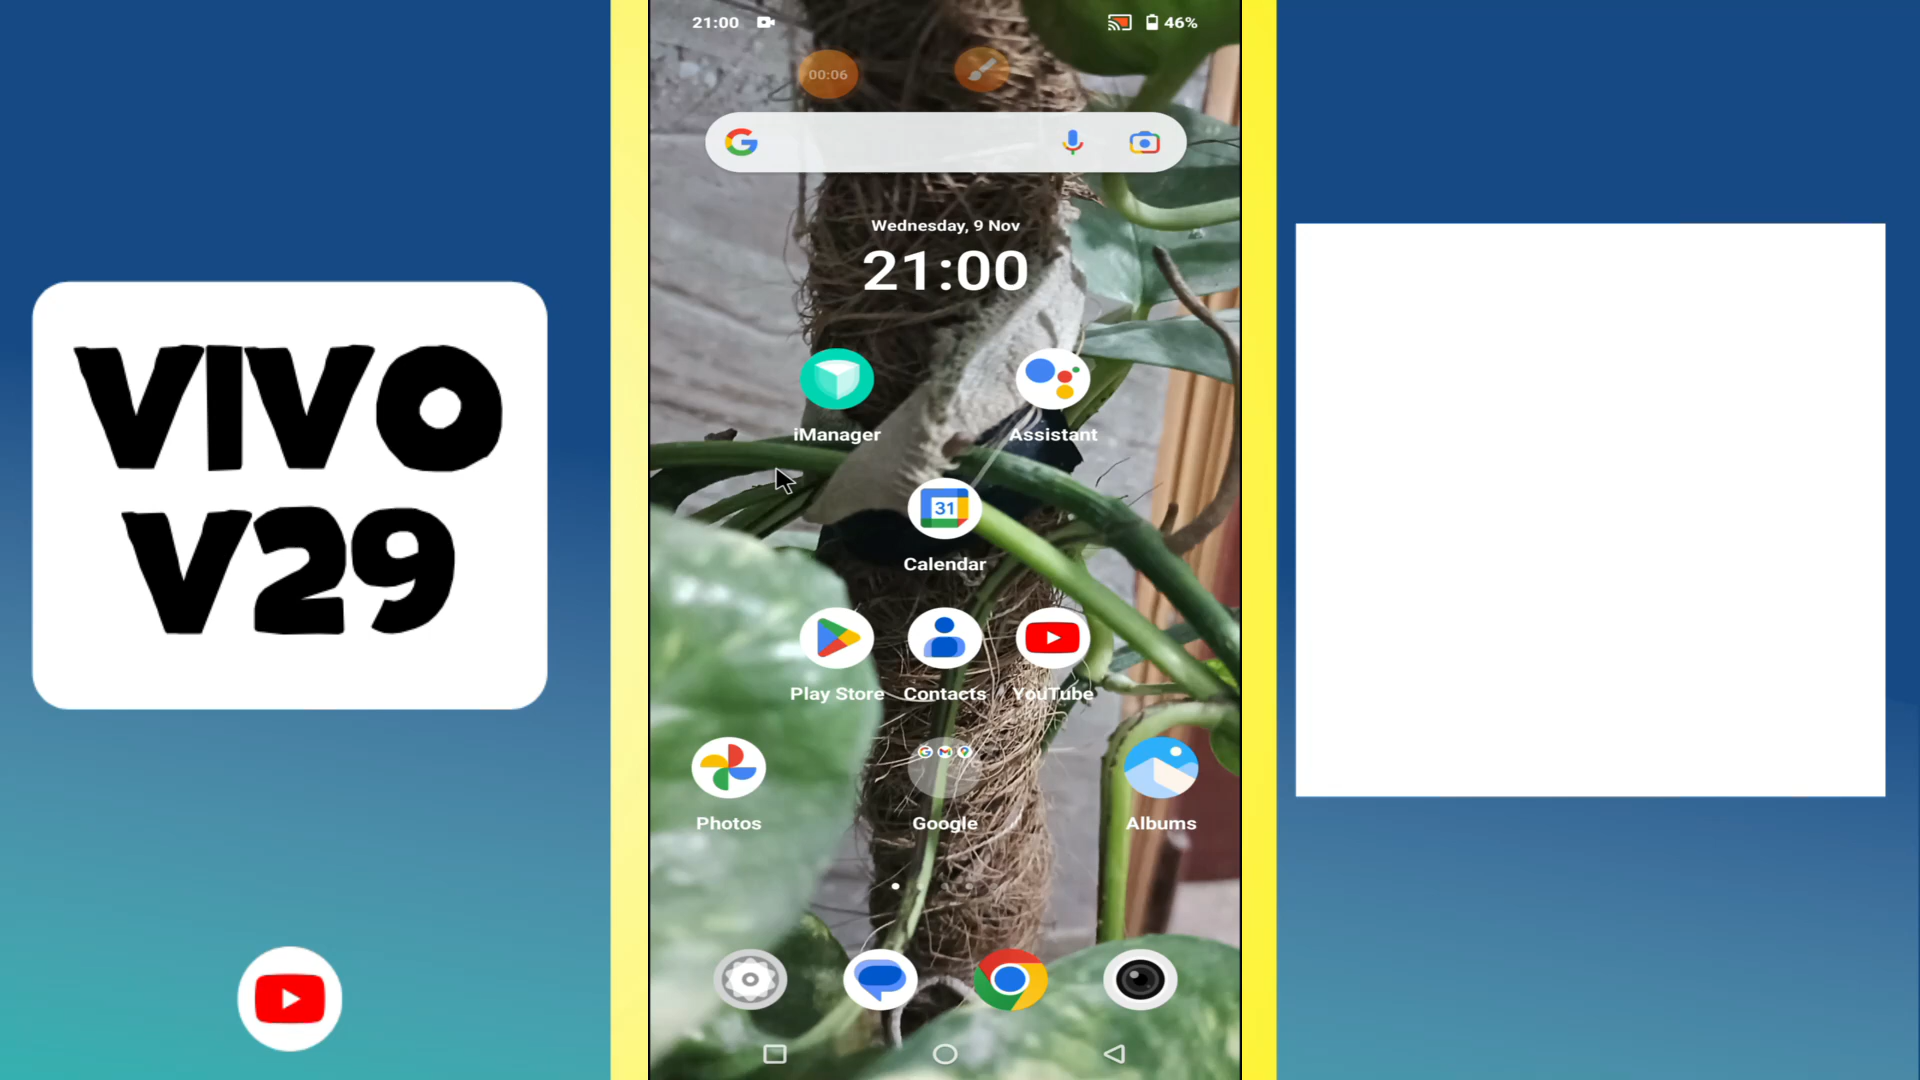 21:00
46%
00:06
Wednesday, 9 Nov
21:00
iManager
Assistant
31
Calendar
Play Store
Contacts
YouTube
Photos
Google
Albums
VIVO
V29